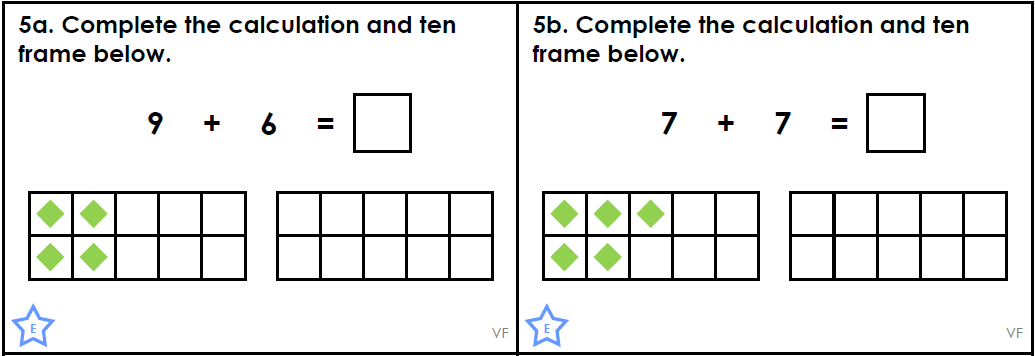 5a. Complete the calculation and ten
frame below.
9 + 6 =
E
VF
5b. Complete the calculation and ten
frame below.
7 + 7 =
E
VF